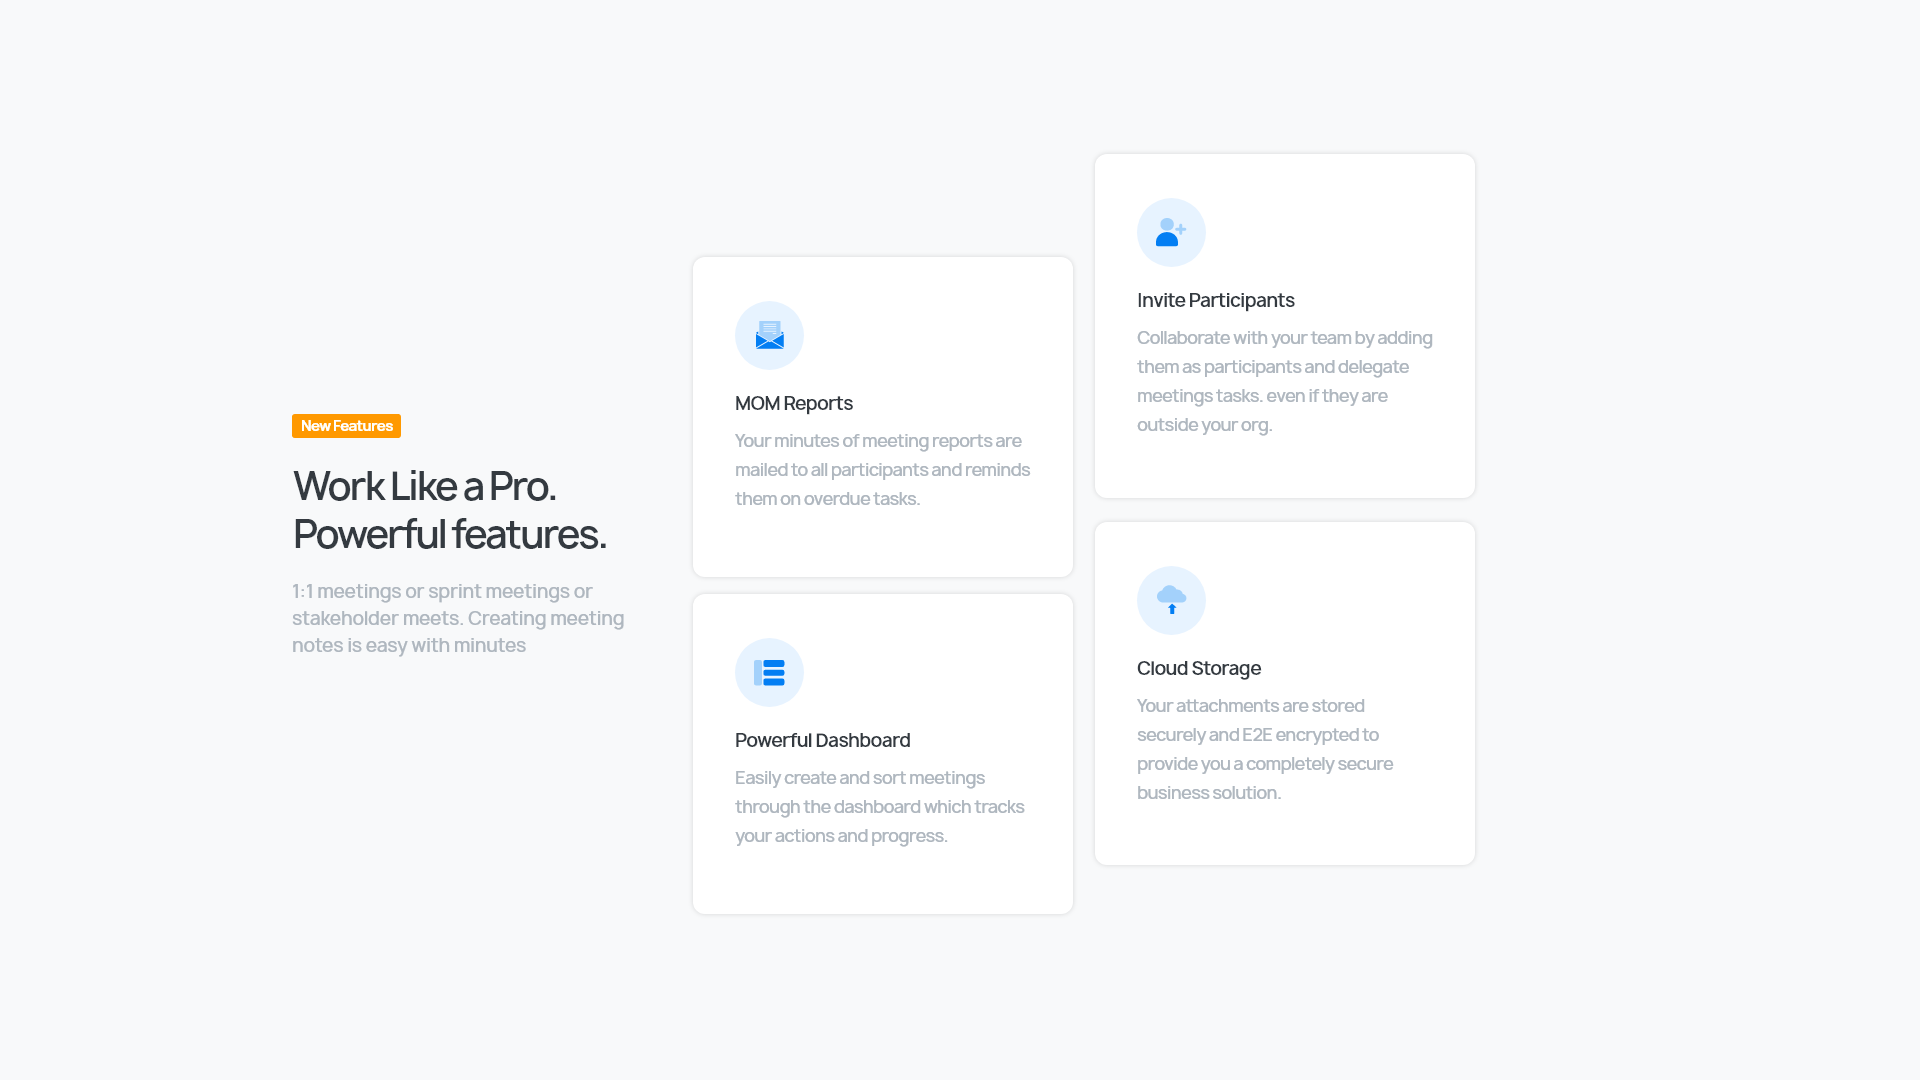 New Features
Work Like a Pro.
Powerful features.
1:1 meetings or sprint meetings or
stakeholder meets. Creating meeting
notes is easy with minutes
MOM Reports
Your minutes of meeting reports are
mailed to all participants and reminds
them on overdue tasks.
Powerful Dashboard
Easily create and sort meetings
through the dashboard which tracks
your actions and progress.
Invite Participants
Collaborate with your team by adding
them as participants and delegate
meetings tasks. even if they are
outside your org.
Cloud Storage
Your attachments are stored
securely and E2E encrypted to
provide you a completely secure
business solution.